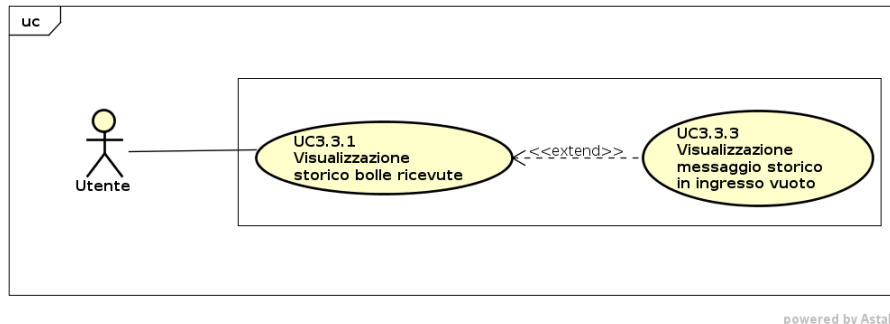 uc
Utente
UC3.3.1
Visualizzazione
storico bolle ricevute
<<extend>>
UC3.3.3
Visualizzazione
messaggio storico
in ingresso vuoto
powered by